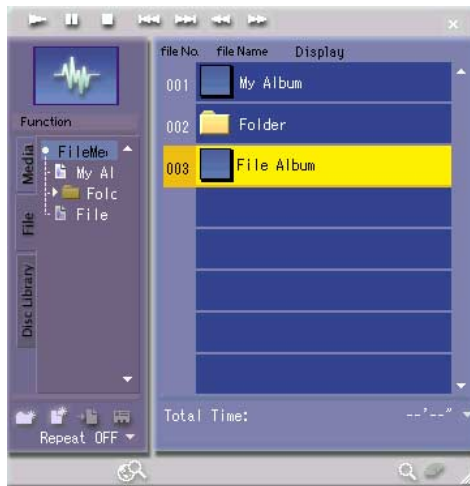 file No. file Name Display
001 My Album
002 Folder
003 File Album
Function
Media
File
Disc Library
FileMe
My Al
Folc
File
Total Time: --'--"
Repeat OFF